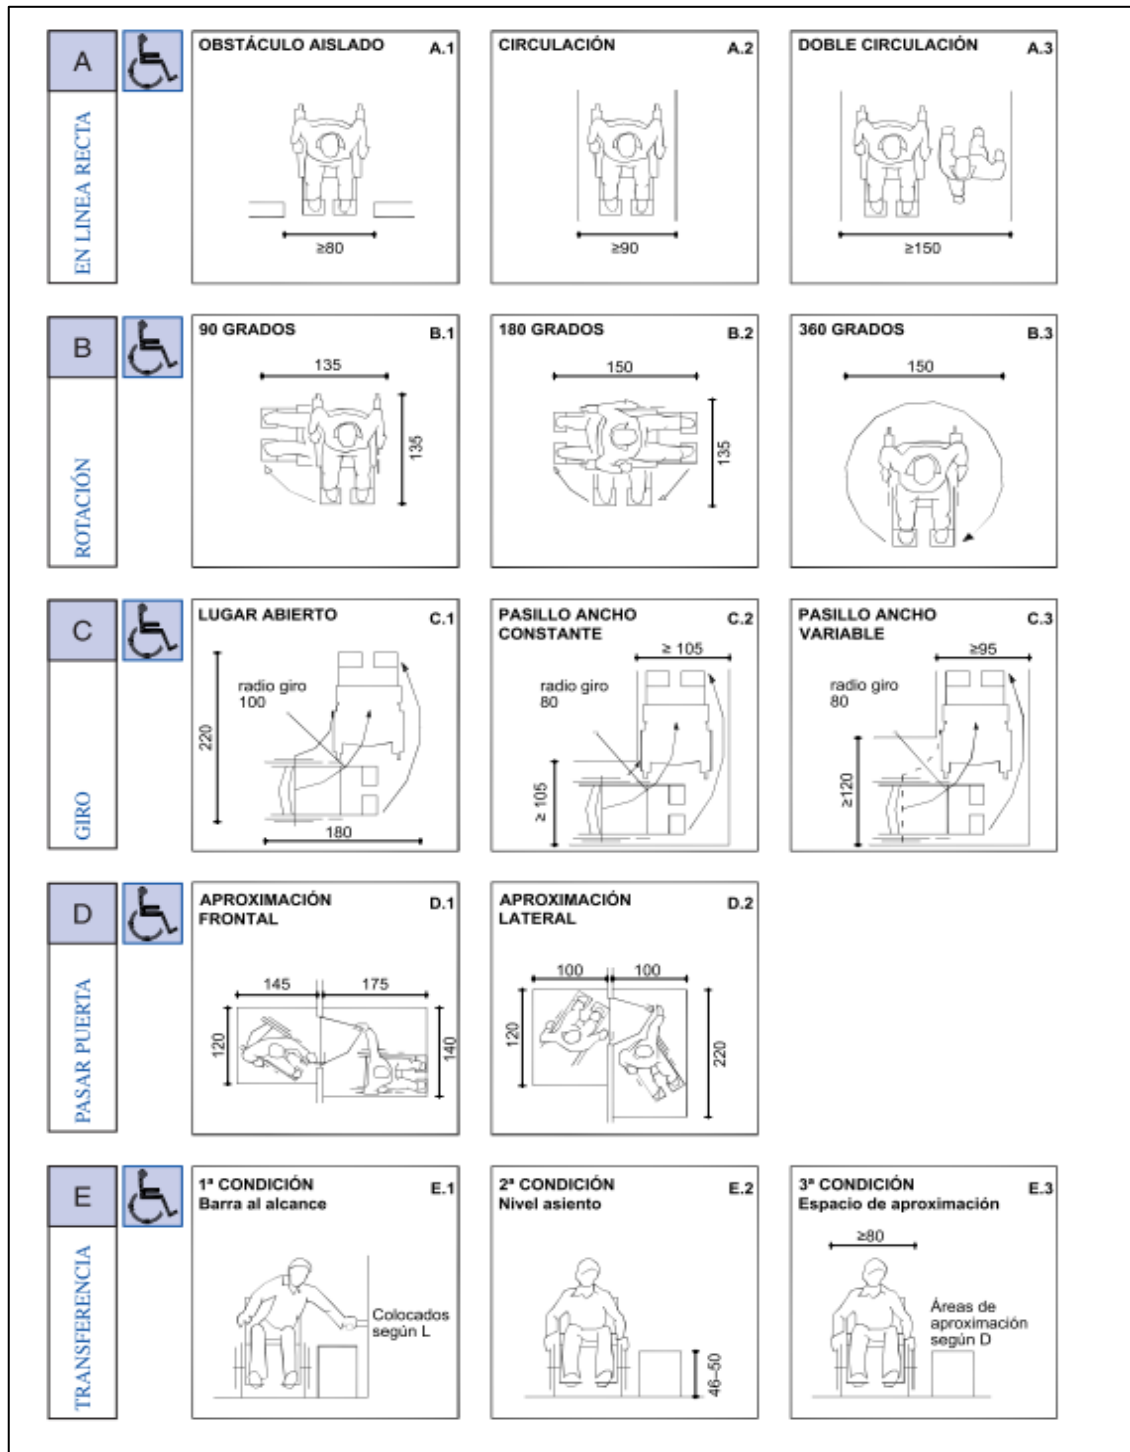 A
EN LINEA RECTA
OBSTÁCULO AISLADO A.1
≥80
CIRCULACIÓN A.2
≥90
DOBLE CIRCULACIÓN A.3
≥150
B
ROTACIÓN
90 GRADOS B.1
135
135
180 GRADOS B.2
150
135
360 GRADOS B.3
150
C
GIRO
LUGAR ABIERTO C.1
radio giro
100
220
180
PASILLO ANCHO C.2
CONSTANTE
≥ 105
radio giro
80
≥ 105
PASILLO ANCHO C.3
VARIABLE
≥95
radio giro
80
≥120
D
PASAR PUERTA
APROXIMACIÓN D.1
FRONTAL
145 175
120
140
APROXIMACIÓN D.2
LATERAL
100 100
120
220
E
TRANSFERENCIA
1ª CONDICIÓN E.1
Barra al alcance
Colocados
según L
2ª CONDICIÓN E.2
Nivel asiento
46-50
3ª CONDICIÓN E.3
Espacio de aproximación
≥80
Áreas de
aproximación
según D